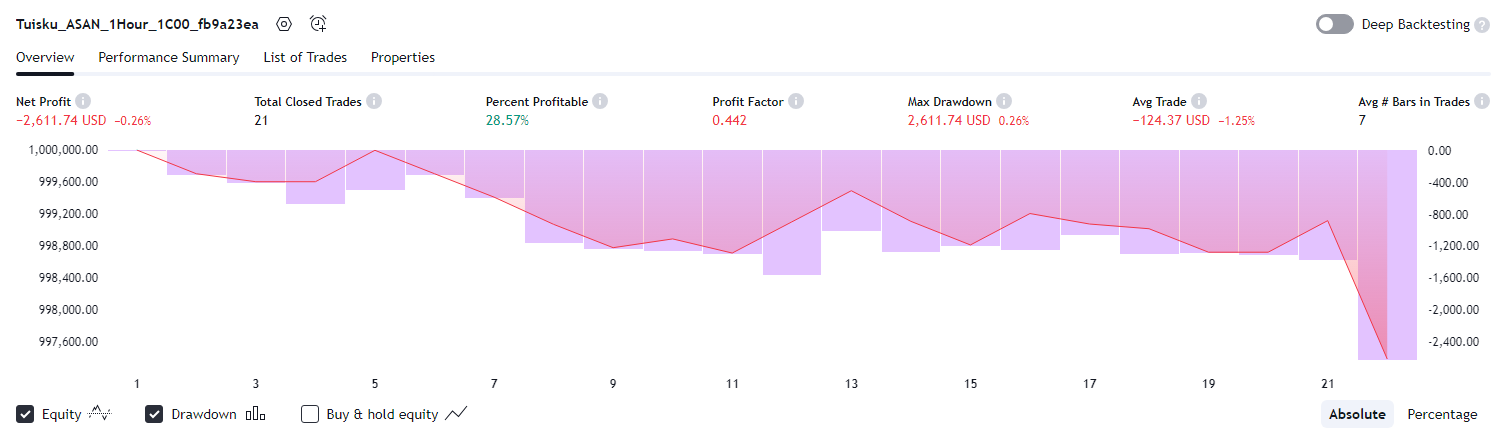 Tuisku_ASAN_1Hour_1C00_fb9a23ea Deep Backtesting ?
Overview Performance Summary List of Trades Properties
Net Profit i Total Closed Trades i Percent Profitable i Profit Factor i Max Drawdown i Avg Trade i Avg # Bars in Trades i
−2,611.74 USD −0.26% 21 28.57% 0.442 2,611.74 USD 0.26% −124.37 USD −1.25% 7
1,000,000.00 0.00
999,600.00 -400.00
999,200.00 -800.00
998,800.00 -1,200.00
998,400.00 -1,600.00
998,000.00 -2,000.00
997,600.00 -2,400.00
1 3 5 7 9 11 13 15 17 19 21
Equity Drawdown Buy & hold equity Absolute Percentage